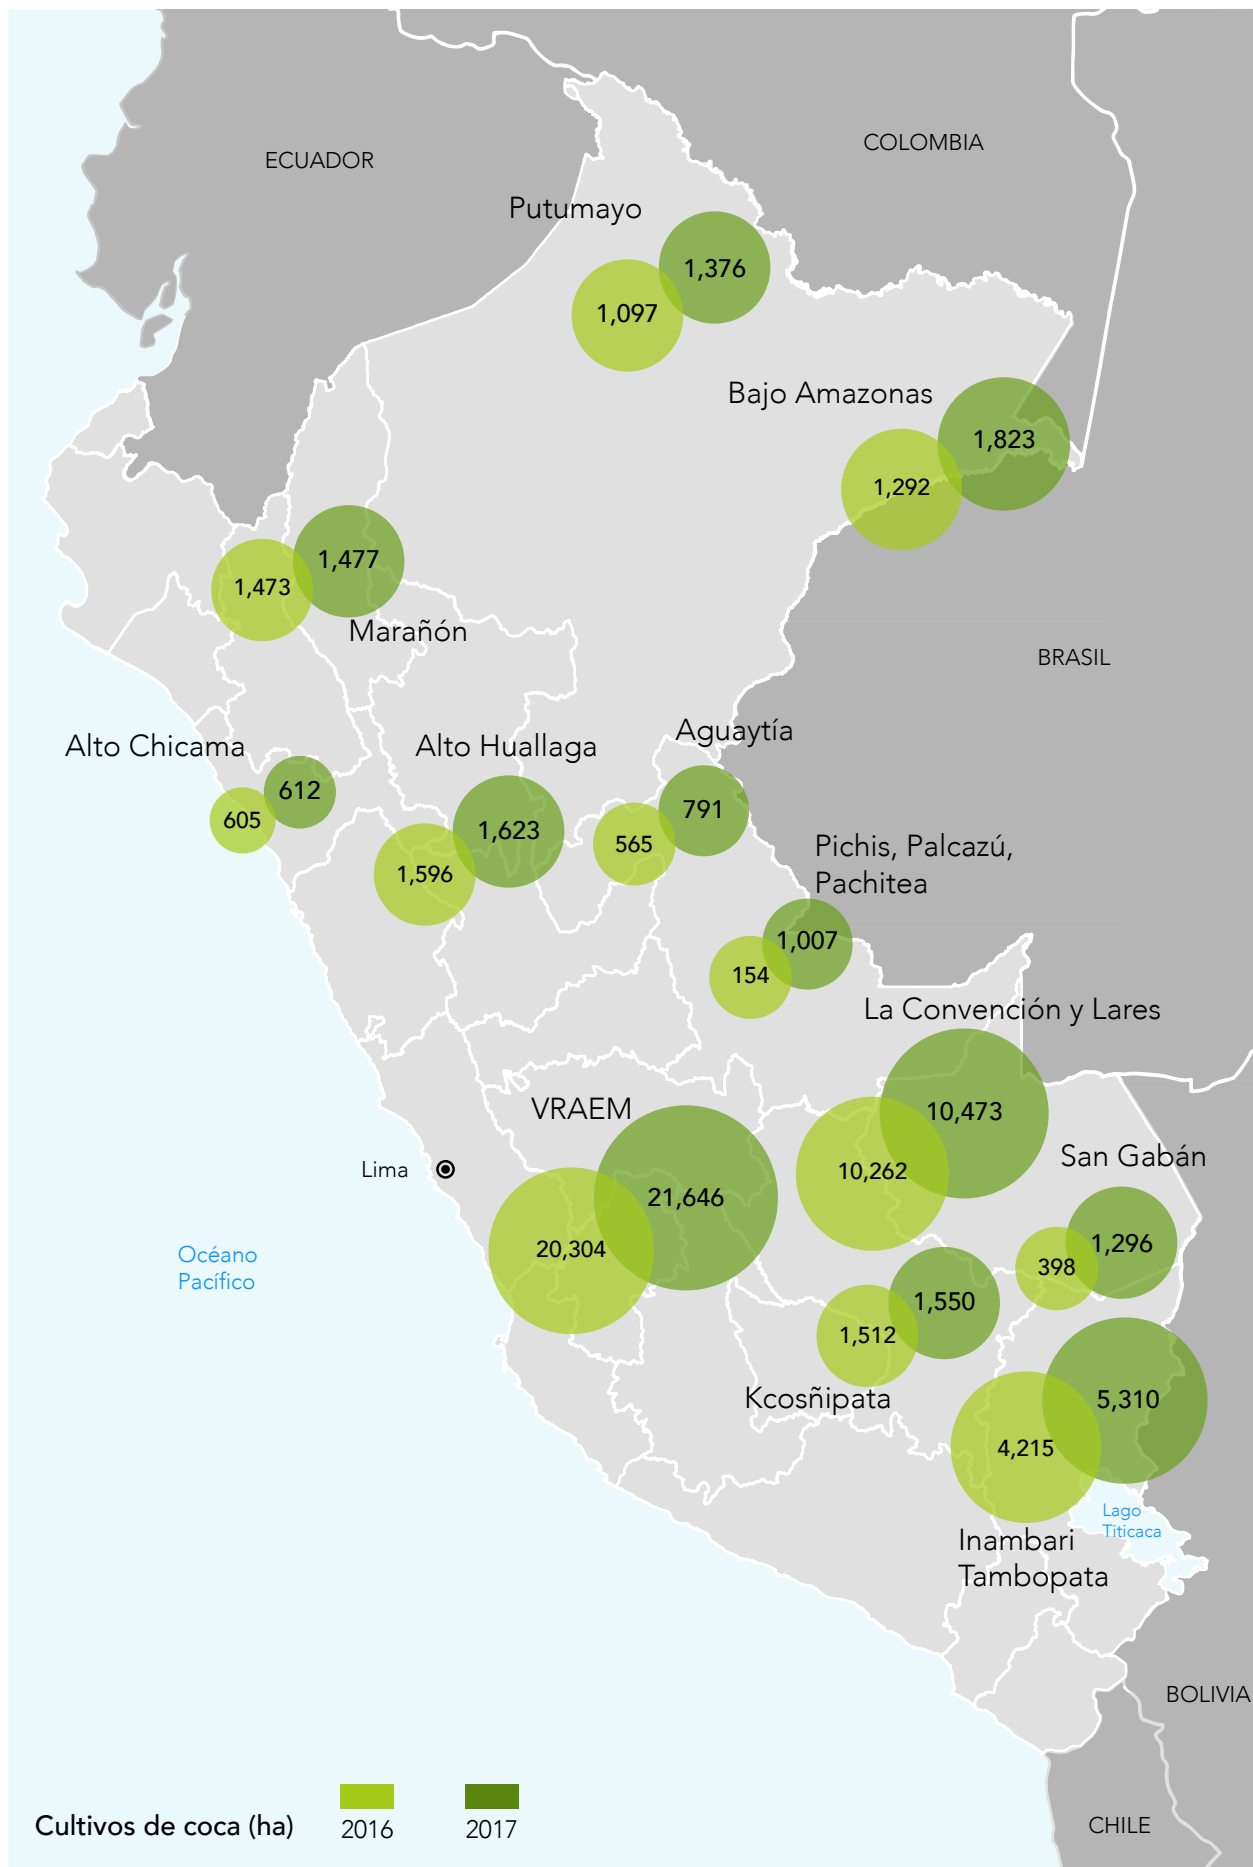 COLOMBIA
ECUADOR
Putumayo
1,376
1,097
Bajo Amazonas
1,823
1,292
1,477
1,473
Marañón
BRASIL
Aguaytía
Alto Chicama
Alto Huallaga
612
605
1,623
1,596
791
565
Pichis, Palcazú,
Pachitea
1,007
154
La Convención y Lares
VRAEM
10,473
10,262
San Gabán
Lima
21,646
20,304
1,296
398
Océano
Pacífico
1,550
1,512
Kcosñipata
5,310
4,215
Lago
Titicaca
Inambari
Tambopata
BOLIVIA
CHILE
Cultivos de coca (ha)
2016
2017